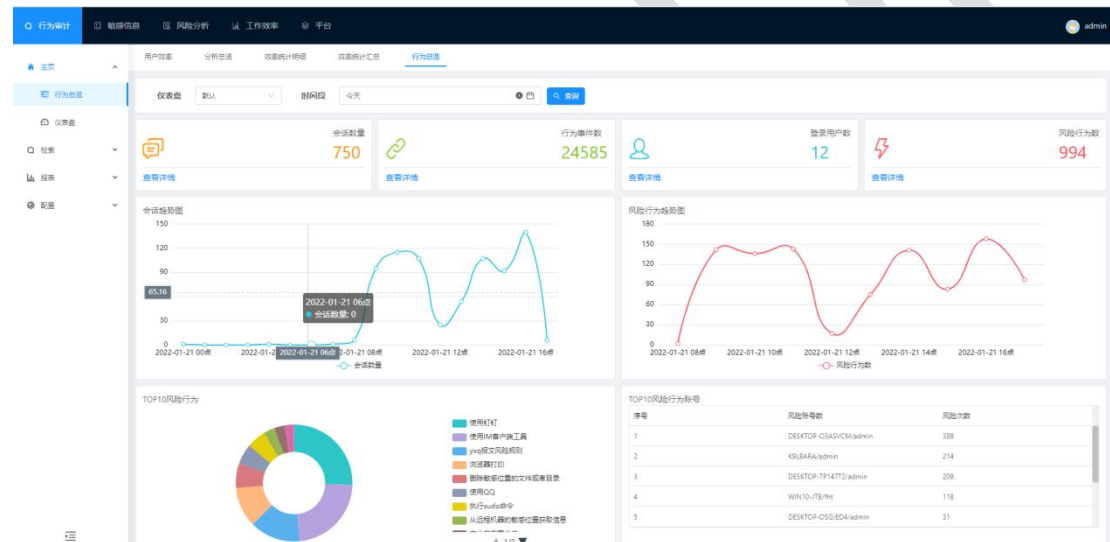 行为审计 敏感信息 风险分析 工作效率 平台 admin
用户效率 分析总览 效率统计明细 效率统计汇总 行为总览
主页
行为总览
仪表盘
检索
报表
配置
仪表盘 默认 时间段 今天 查询
会话数量
750
查看详情
行为事件数
24585
查看详情
登录用户数
12
查看详情
风险行为数
994
查看详情
会话趋势图
150
120
90
65.16
30
0
2022-01-21 06点
会话数量: 0
2022-01-21 00点 2022-01-2 2022-01-21 06点 2-01-21 08点 2022-01-21 12点 2022-01-21 16点
会话数量
风险行为趋势图
180
150
120
90
60
30
0
2022-01-21 08点 2022-01-21 10点 2022-01-21 12点 2022-01-21 14点 2022-01-21 16点
风险行为数
TOP10风险行为
使用钉钉
使用IM客户端工具
yxq报文风险规则
浏览器打印
删除敏感位置的文件或者目录
使用QQ
执行sudo命令
从远程机器的敏感位置获取信息
1/2
TOP10风险行为账号
序号 风险账号数 风险次数
1 DESKTOP-O3ASVCM/admin 389
2 K9LBARA/admin 214
3 DESKTOP-TP147T2/admin 209
4 WIN10-JTB/fht 118
5 DESKTOP-OSGJED4/admin 31